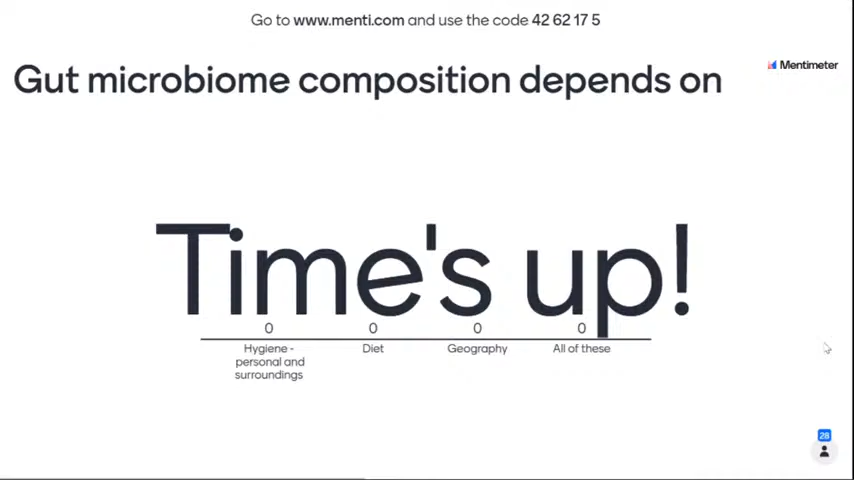 Go to www.menti.com and use the code 42 62 17 5
Gut microbiome composition depends on
Mentimeter
Time's up!
0 0 0 0
Hygiene - Diet Geography All of these
personal and
surroundings
28